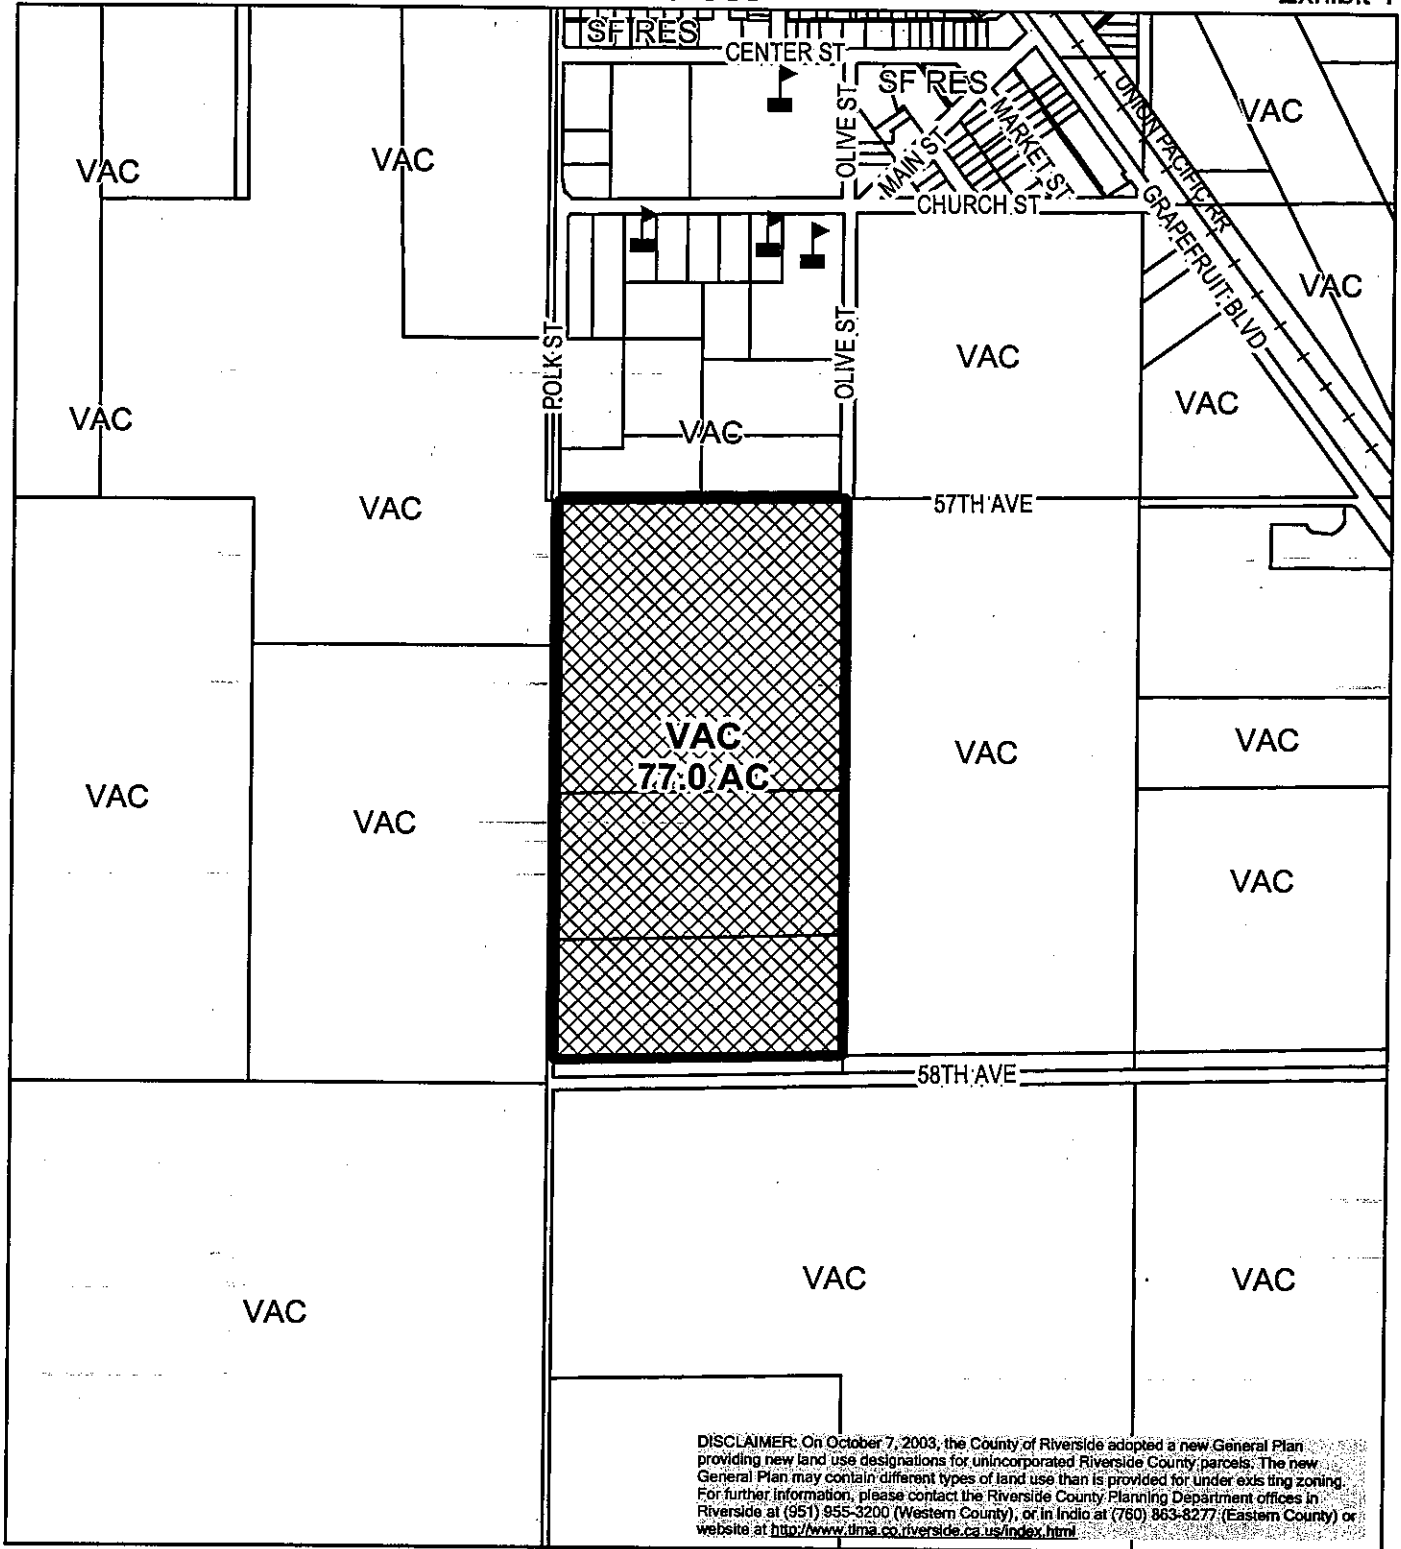 SF RES
CENTER ST
SF RES
OLIVE ST
MAIN ST
MARKET ST
UNION PACIFIC RR
VAC
VAC
VAC
CHURCH ST
GRAPEFRUIT BLVD
VAC
POLK ST
OLIVE ST
VAC
VAC
VAC
VAC
VAC
57TH AVE
VAC
77.0 AC
VAC
VAC
VAC
VAC
VAC
58TH AVE
VAC
VAC
VAC
DISCLAIMER: On October 7, 2003, the County of Riverside adopted a new General Plan
providing new land use designations for unincorporated Riverside County parcels. The new
General Plan may contain different types of land use than is provided for under existing zoning.
For further information, please contact the Riverside County Planning Department offices in
Riverside at (951) 955-3200 (Western County), or in Indio at (760) 863-8277 (Eastern County) or
website at http://www.tlma.co.riverside.ca.us/index.html